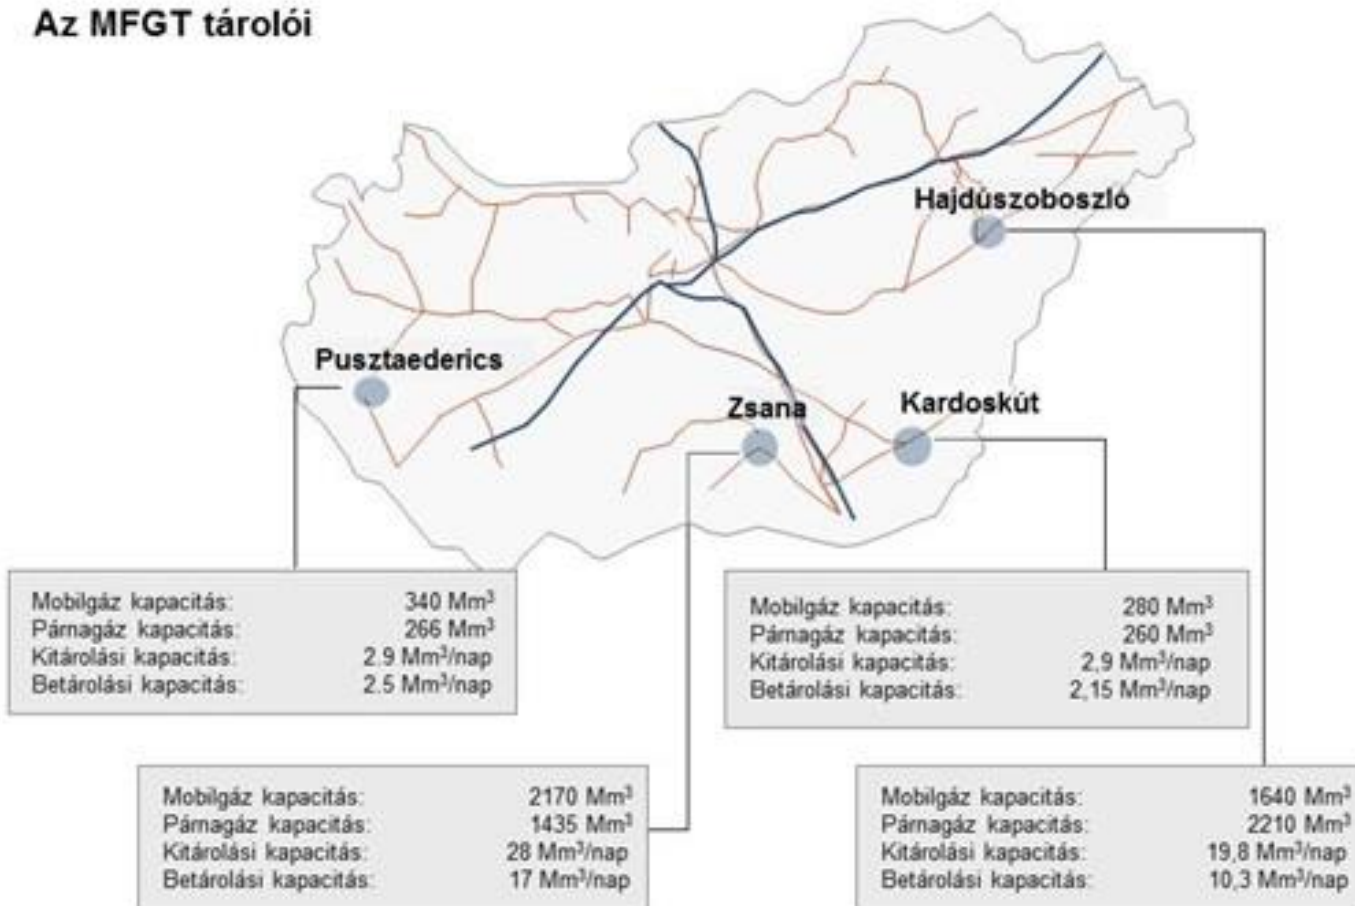 Az MFGT tárolói
Hajdúszoboszló
Pusztaederics
Zsana
Kardoskút
Mobilgáz kapacitás: 340 Mm³
Párnagáz kapacitás: 266 Mm³
Kitárolási kapacitás: 2.9 Mm³/nap
Betárolási kapacitás: 2.5 Mm³/nap
Mobilgáz kapacitás: 280 Mm³
Párnagáz kapacitás: 260 Mm³
Kitárolási kapacitás: 2,9 Mm³/nap
Betárolási kapacitás: 2,15 Mm³/nap
Mobilgáz kapacitás: 2170 Mm³
Párnagáz kapacitás: 1435 Mm³
Kitárolási kapacitás: 28 Mm³/nap
Betárolási kapacitás: 17 Mm³/nap
Mobilgáz kapacitás: 1640 Mm³
Párnagáz kapacitás: 2210 Mm³
Kitárolási kapacitás: 19,8 Mm³/nap
Betárolási kapacitás: 10,3 Mm³/nap